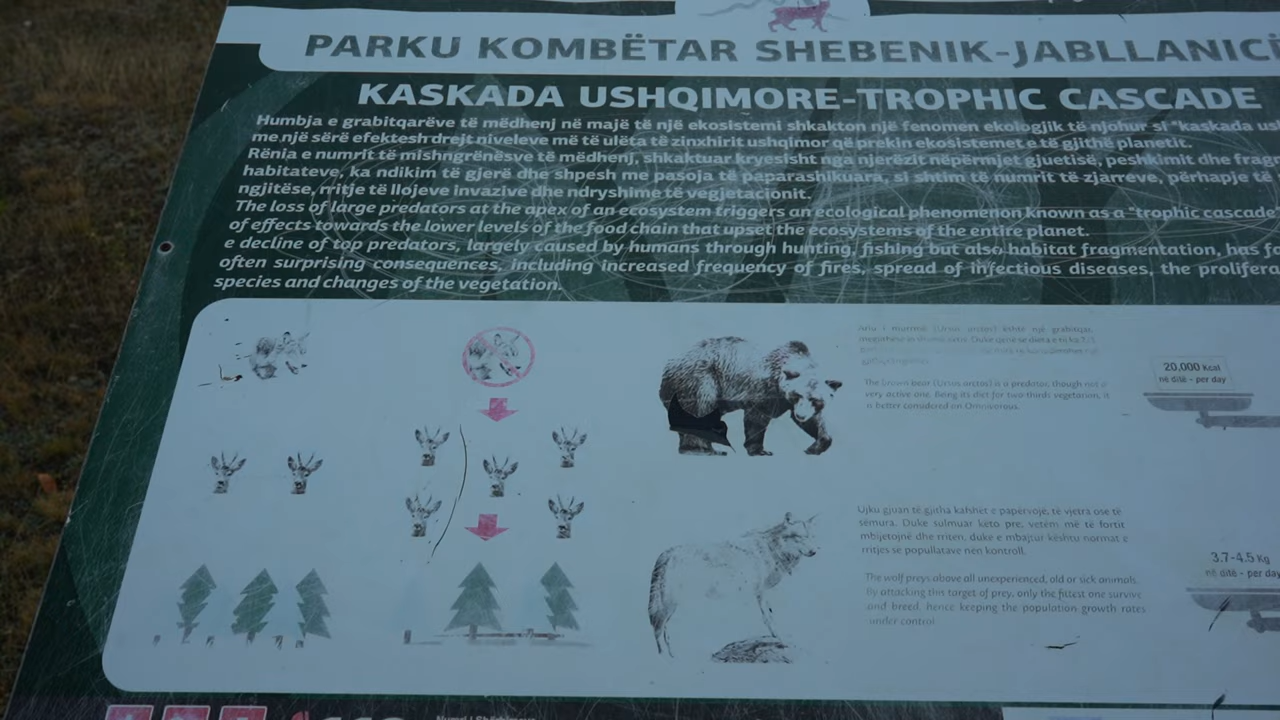 PARKU KOMBËTAR SHEBENIK-JABLLANICË
KASKADA USHQIMORE-TROPHIC CASCADE
Humbja e grabitqarëve të mëdhenj në majë të një ekosistemi shkakton një fenomen ekologjik të njohur si "kaskada
me një sërë efektesh drejt niveleve më të ulëta të zinxhirit ushqimor që prekin ekosistemet e të gjithë planetit.
Rënia e numrit të mishngrënësve të mëdhenj, shkaktuar kryesisht nga njerëzit nëpërmjet gjuetisë, peshkimit dhe
habitateve, ka ndikim të gjerë dhe shpesh me pasoja të paparashikuara, si shtim të numrit të zjarreve, përhapje të
ngjitëse, rritje të llojeve invazive dhe ndryshime të vegjetacionit.
The loss of large predators at the apex of an ecosystem triggers an ecological phenomenon known as a "trophic cascade
of effects towards the lower levels of the food chain that upset the ecosystems of the entire planet.
e decline of top predators, largely caused by humans through hunting, fishing but also habitat fragmentation, has
often surprising consequences, including increased frequency of fires, spread of infectious diseases, the
species and changes of the vegetation.
Ariu i murrmë (Ursus arctos) është një grabitqar,
The brown bear (Ursus arctos) is a predator, though not a
very active one. Being its diet for two thirds vegetarian, it
is better considered an Omnivorous.
20,000 Kcal
në ditë - per day
Ujku gjuan të gjitha kafshët e papërvojë, të vjetra ose të
sëmura. Duke sulmuar këto pre, vetëm më të fortit
mbijetojnë dhe rriten, duke e mbajtur kështu normat e
rritjes së popullatave nën kontroll.
The wolf preys above all unexperienced, old or sick animals.
By attacking this target of prey, only the fittest one survive
and breed, hence keeping the population growth rates
under control.
3.7-4.5 Kg
në ditë - per day